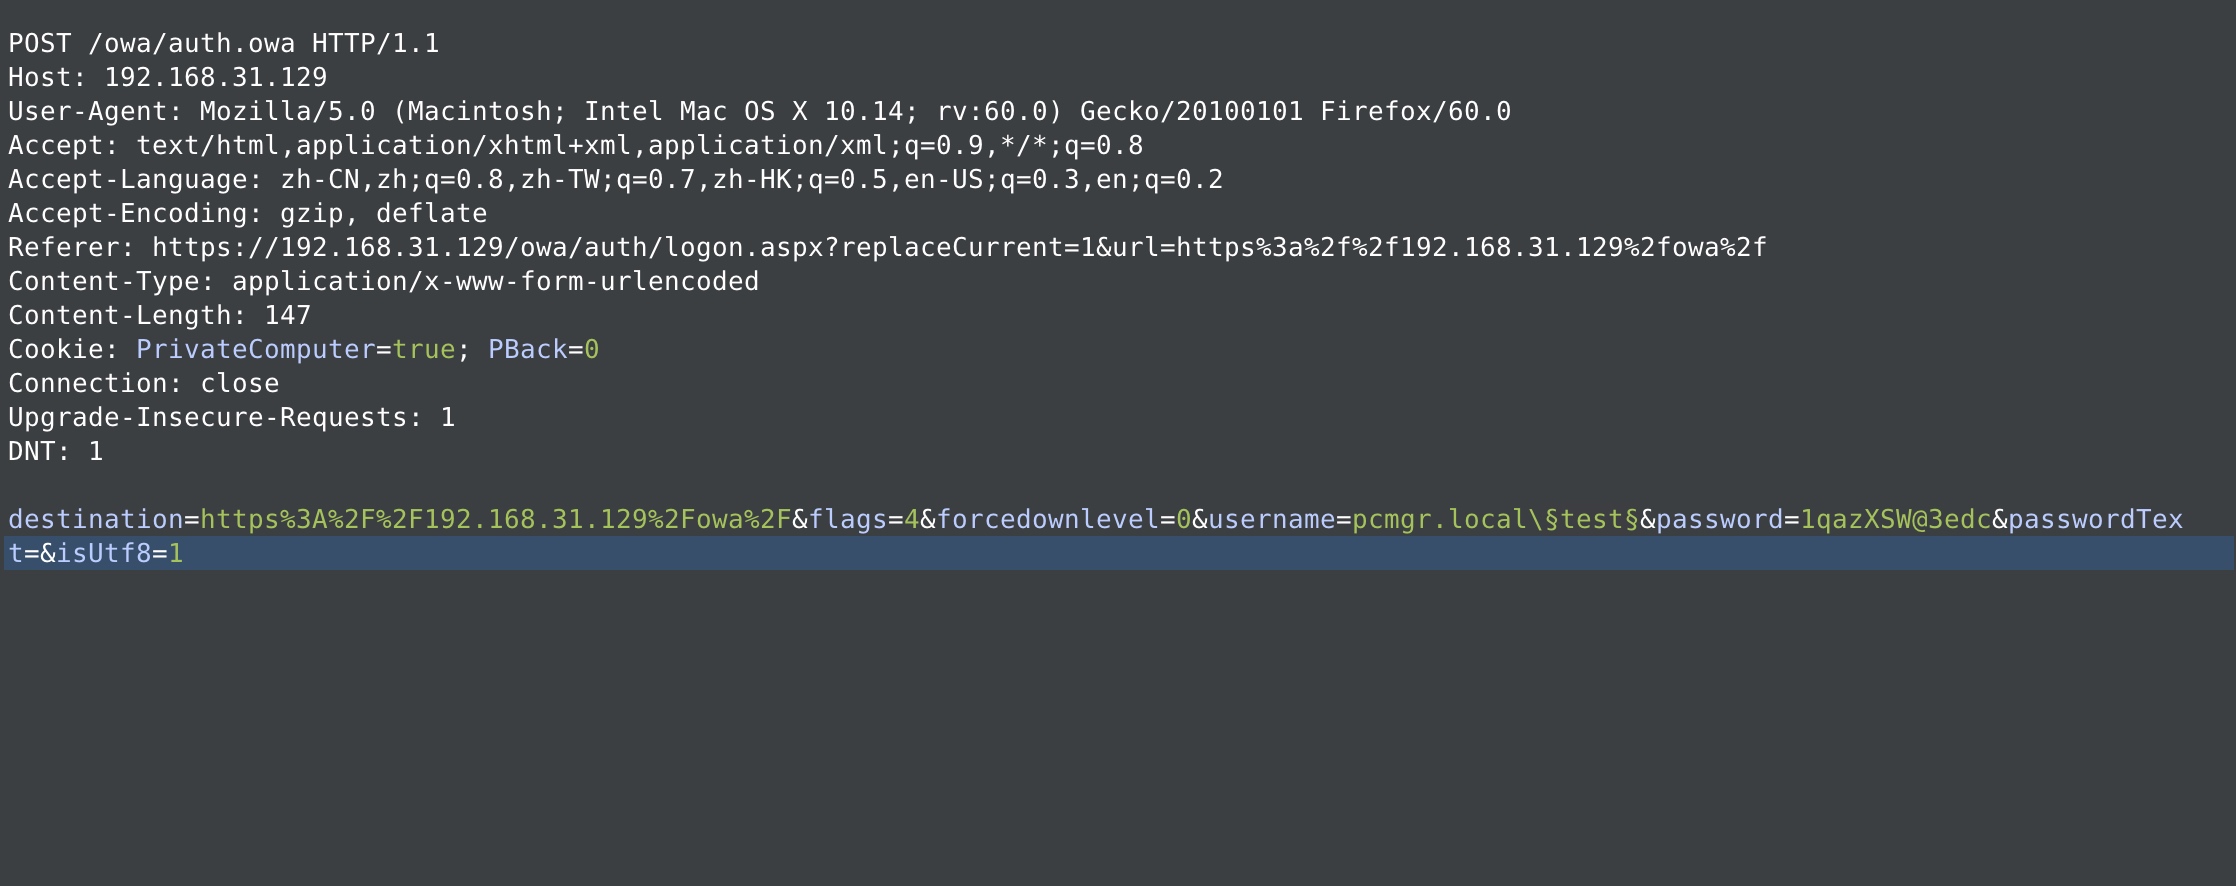 POST /owa/auth.owa HTTP/1.1
Host: 192.168.31.129
User-Agent: Mozilla/5.0 (Macintosh; Intel Mac OS X 10.14; rv:60.0) Gecko/20100101 Firefox/60.0
Accept: text/html,application/xhtml+xml,application/xml;q=0.9,*/*;q=0.8
Accept-Language: zh-CN,zh;q=0.8,zh-TW;q=0.7,zh-HK;q=0.5,en-US;q=0.3,en;q=0.2
Accept-Encoding: gzip, deflate
Referer: https://192.168.31.129/owa/auth/logon.aspx?replaceCurrent=1&url=https%3a%2f%2f192.168.31.129%2fowa%2f
Content-Type: application/x-www-form-urlencoded
Content-Length: 147
Cookie: PrivateComputer=true; PBack=0
Connection: close
Upgrade-Insecure-Requests: 1
DNT: 1
destination=https%3A%2F%2F192.168.31.129%2Fowa%2F&flags=4&forcedownlevel=0&username=pcmgr.local\§test§&password=1qazXSW@3edc&passwordTex
t=&isUtf8=1